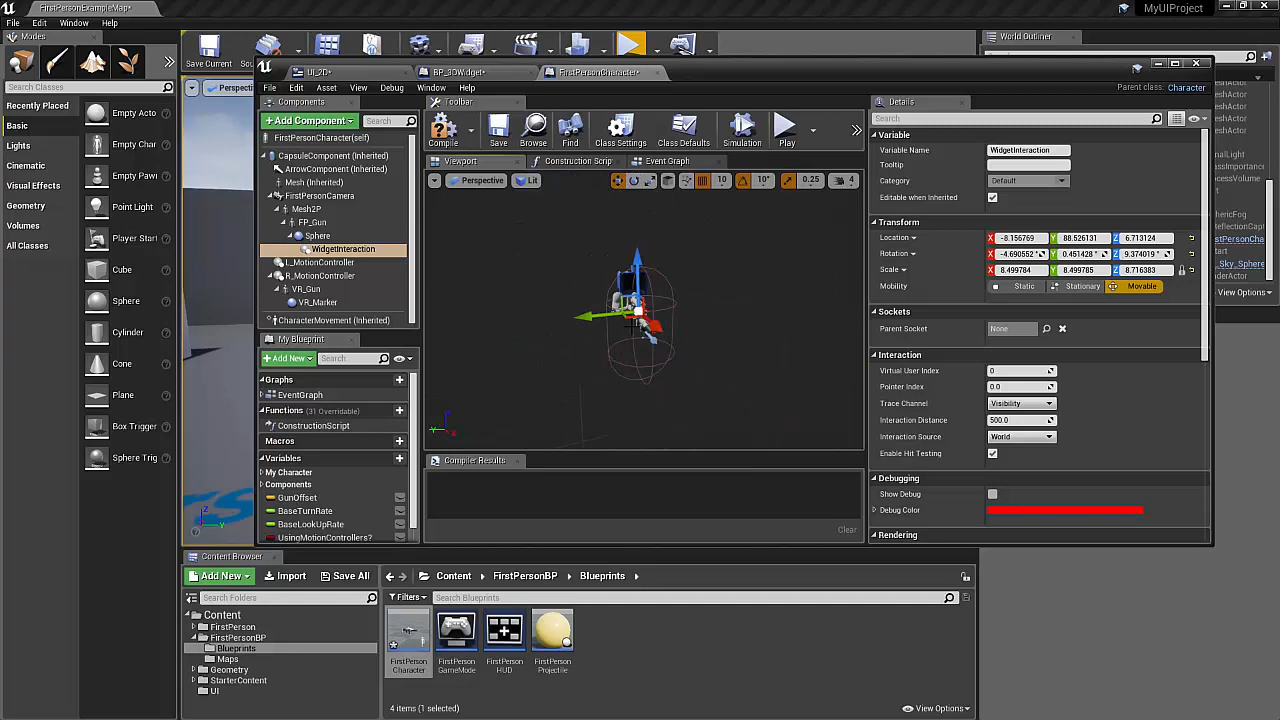 FirstPersonExampleMap*
MyUIProject
File Edit Window Help
Modes
World Outliner
Search Classes
Save Current
Recently Played
Basic
Lights
Cinematic
Visual Effects
Geometry
Volumes
All Classes
Empty Acto
Empty Char
Empty Pawn
Point Light
Player Start
Cube
Sphere
Cylinder
Cone
Plane
Box Trigger
Sphere Trig
Perspecti
UI_2D*
BP_3DWidget*
FirstPersonCharacter*
File Edit Asset View Debug Window Help
Parent class: Character
Components
+ Add Component
Search
FirstPersonCharacter(self)
CapsuleComponent (Inherited)
ArrowComponent (Inherited)
Mesh (Inherited)
FirstPersonCamera
Mesh2P
FP_Gun
Sphere
WidgetInteraction
L_MotionController
R_MotionController
VR_Gun
VR_Marker
CharacterMovement (Inherited)
My Blueprint
+ Add New
Search
Graphs
EventGraph
Functions (31 Overridable)
ConstructionScript
Macros
Variables
My Character
Components
GunOffset
BaseTurnRate
BaseLookUpRate
UsingMotionControllers?
Toolbar
Compile
Save
Browse
Find
Class Settings
Class Defaults
Simulation
Play
Viewport
Construction Scrip
Event Graph
Perspective
Lit
10
10°
0.25
4
Compiler Results
Clear
Details
Search
Variable
Variable Name WidgetInteraction
Tooltip
Category Default
Editable when Inherited
Transform
Location X -8.156769 Y 88.526131 Z 6.713124
Rotation X -4.690552 ° Y 0.451428 ° Z 9.374019 °
Scale X 8.499784 Y 8.499785 Z 8.716383
Mobility Static Stationary Movable
Sockets
Parent Socket None
Interaction
Virtual User Index 0
Pointer Index 0.0
Trace Channel Visibility
Interaction Distance 500.0
Interaction Source World
Enable Hit Testing
Debugging
Show Debug
Debug Color
Rendering
View Options
Content Browser
Add New
Import
Save All
Content
FirstPersonBP
Blueprints
Search Folders
Filters
Search Blueprints
Content
FirstPerson
FirstPersonBP
Blueprints
Maps
Geometry
StarterContent
UI
FirstPerson Character
FirstPerson GameMode
FirstPerson HUD
FirstPerson Projectile
4 items (1 selected)
View Options